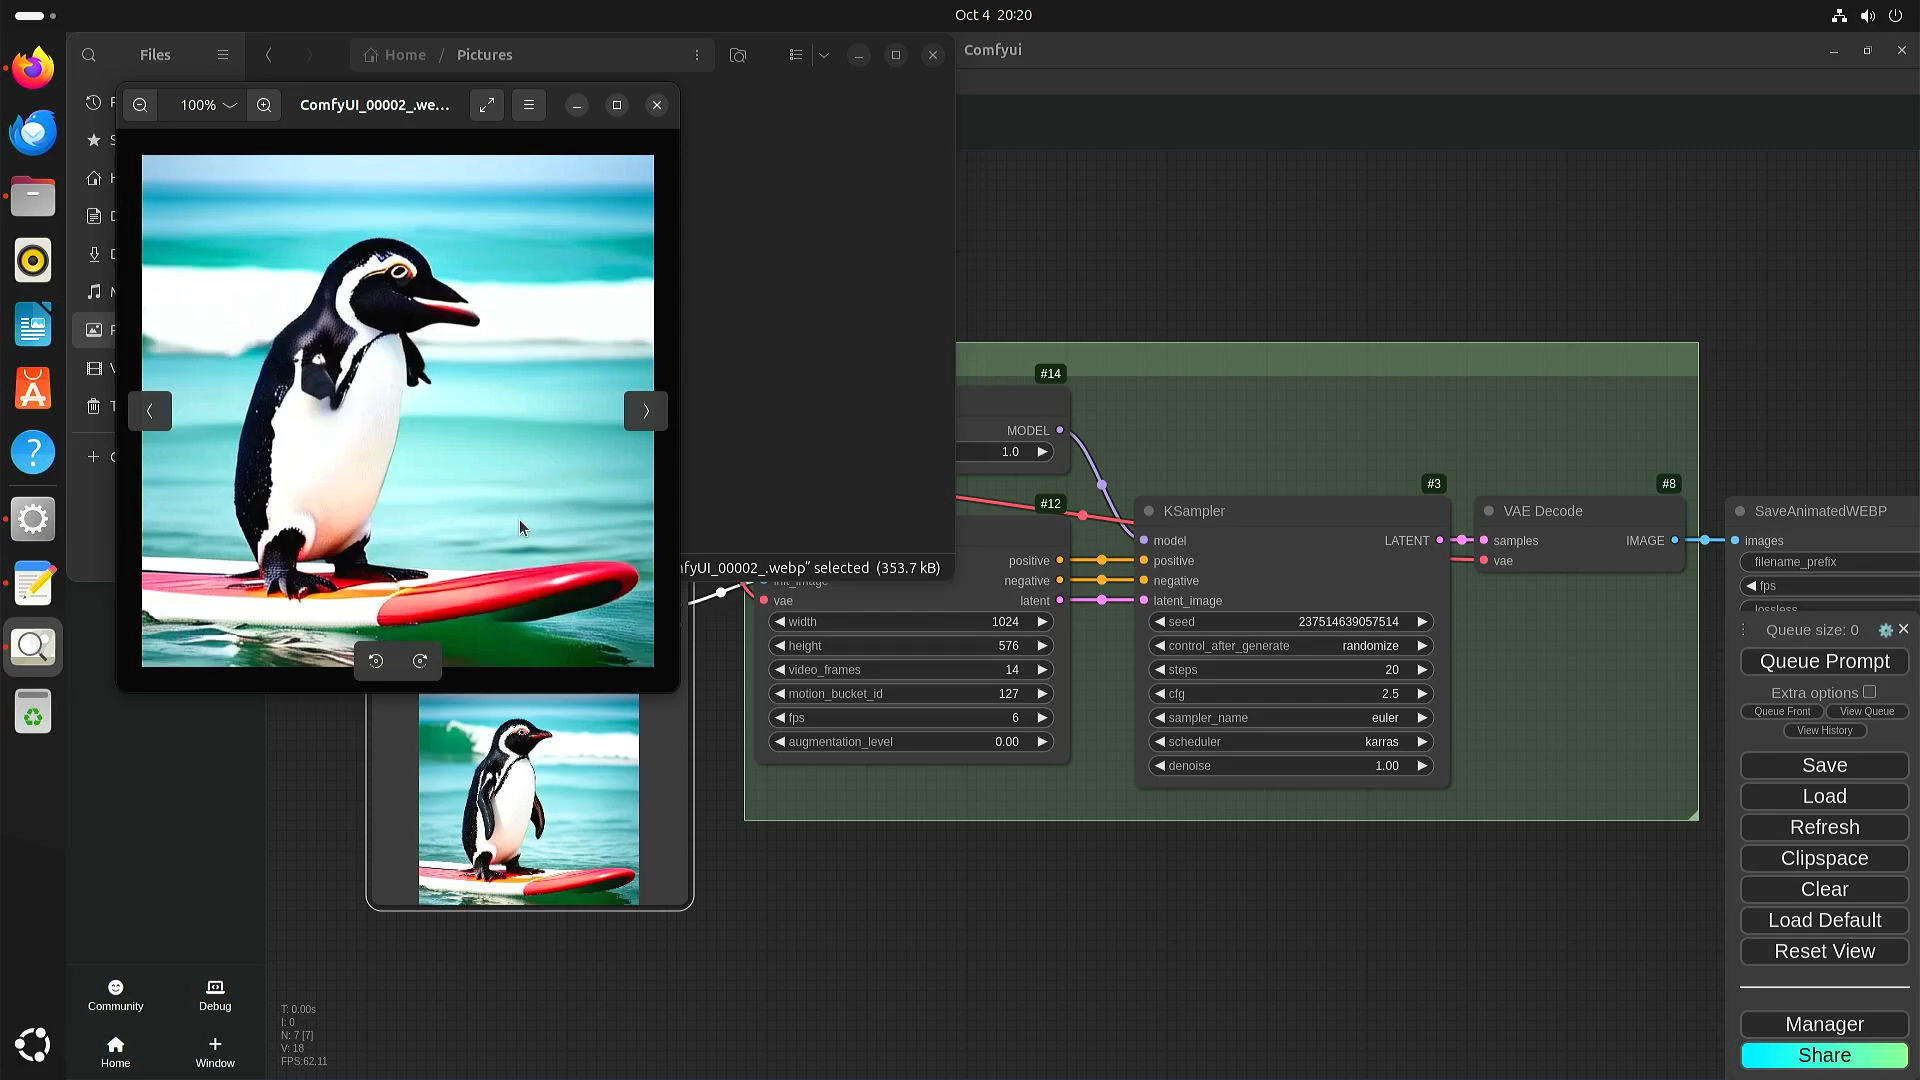 Oct 4 20:20
Files
Home / Pictures
Comfyui
100%
ComfyUI_00002_.we...
fyUI_00002_.webp" selected (353.7 kB)
#14
MODEL
1.0
#12
positive
negative
vae
latent
width 1024
height 576
video_frames 14
motion_bucket_id 127
fps 6
augmentation_level 0.00
#3
KSampler
model
LATENT
positive
negative
latent_image
seed 237514639057514
control_after_generate randomize
steps 20
cfg 2.5
sampler_name euler
scheduler karras
denoise 1.00
#8
VAE Decode
samples
IMAGE
vae
SaveAnimatedWEBP
images
filename_prefix
fps
Queue size: 0
Queue Prompt
Extra options
Queue Front
View Queue
View History
Save
Load
Refresh
Clipspace
Clear
Load Default
Reset View
Manager
Share
Community
Debug
Home
Window
T: 0.00s
I: 0
N: 7 [7]
V: 18
FPS:62.11